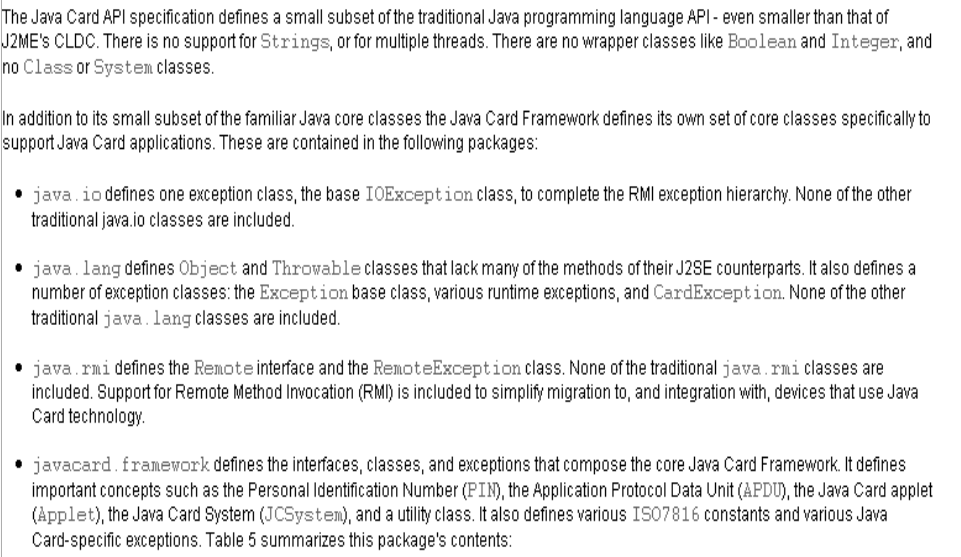 The Java Card API specification defines a small subset of the traditional Java programming language API - even smaller than that of
J2ME's CLDC. There is no support for Strings, or for multiple threads. There are no wrapper classes like Boolean and Integer, and
no Class or System classes.
In addition to its small subset of the familiar Java core classes the Java Card Framework defines its own set of core classes specifically to
support Java Card applications. These are contained in the following packages:
• java.io defines one exception class, the base IOException class, to complete the RMI exception hierarchy. None of the other
traditional java.io classes are included.
• java.lang defines Object and Throwable classes that lack many of the methods of their J2SE counterparts. It also defines a
number of exception classes: the Exception base class, various runtime exceptions, and CardException. None of the other
traditional java.lang classes are included.
• java.rmi defines the Remote interface and the RemoteException class. None of the traditional java.rmi classes are
included. Support for Remote Method Invocation (RMI) is included to simplify migration to, and integration with, devices that use Java
Card technology.
• javacard.framework defines the interfaces, classes, and exceptions that compose the core Java Card Framework. It defines
important concepts such as the Personal Identification Number (PIN), the Application Protocol Data Unit (APDU), the Java Card applet
(Applet), the Java Card System (JCSystem), and a utility class. It also defines various ISO7816 constants and various Java
Card-specific exceptions. Table 5 summarizes this package's contents: